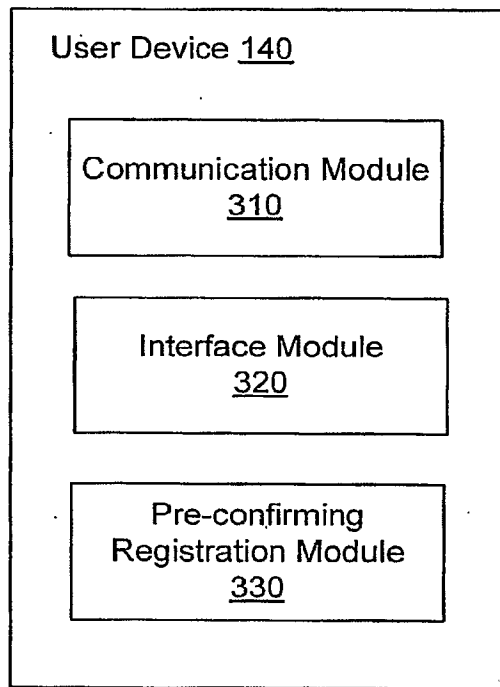 User Device 140
Communication Module
310
Interface Module
320
Pre-confirming
Registration Module
330